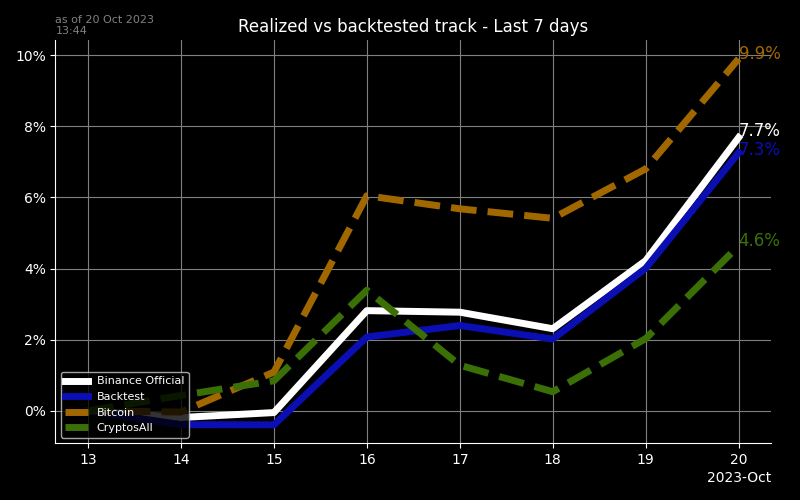 as of 20 Oct 2023
13:44
Realized vs backtested track - Last 7 days
10%
8%
6%
4%
2%
0%
9.9%
7.7%
7.3%
4.6%
Binance Official
Backtest
Bitcoin
CryptosAll
13 14 15 16 17 18 19 20
2023-Oct